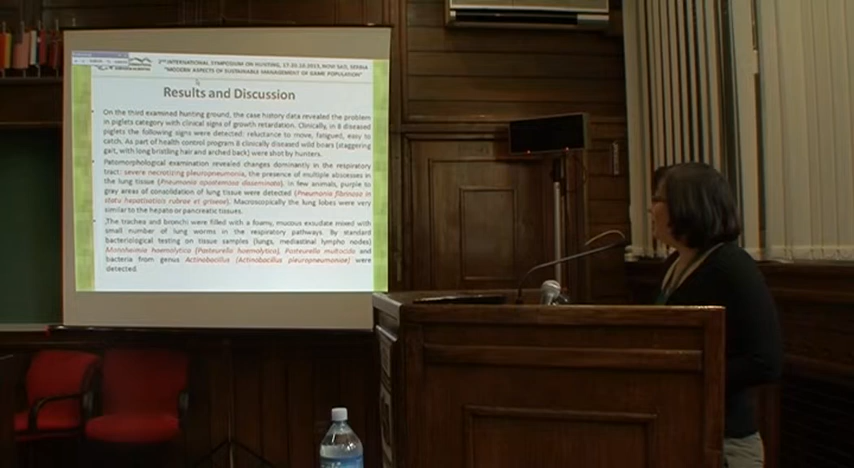 2ND INTERNATIONAL SYMPOSIUM ON HUNTING, 17-20.10.2013, NOVI SAD, SERBIA
"MODERN ASPECTS OF SUSTAINABLE MANAGEMENT OF GAME POPULATION"
Results and Discussion
On the third examined hunting ground, the case history data revealed the problem
in piglets category with clinical signs of growth retardation. Clinically, in 8 diseased
piglets the following signs were detected: reluctance to move, fatigued, easy to
catch. As part of health control program 8 clinically diseased wild boars (staggering
gait, with long bristling hair and arched back) were shot by hunters.
Patomorphological examination revealed changes dominantly in the respiratory
tract: severe necrotizing pleuropneumonia, the presence of multiple abscesses in
the lung tissue (Pneumonia apostemosa disseminata). In few animals, purple to
grey areas of consolidation of lung tissue were detected (Pneumonia fibrinosa in
statu hepatisationis rubrae et griseae). Macroscopically the lung lobes were very
similar to the hepato or pancreatic tissues.
The trachea and bronchi were filled with a foamy, mucous exsudate mixed with
small number of lung worms in the respiratory pathways. By standard
bacteriological testing on tissue samples (lungs, mediastinal lympho nodes)
Manheimia haemolytica (Pasteurella haemolytica), Pasteurella multocida and
bacteria from genus Actinobacillus (Actinobacillus pleuropneumoniae) were
detected.